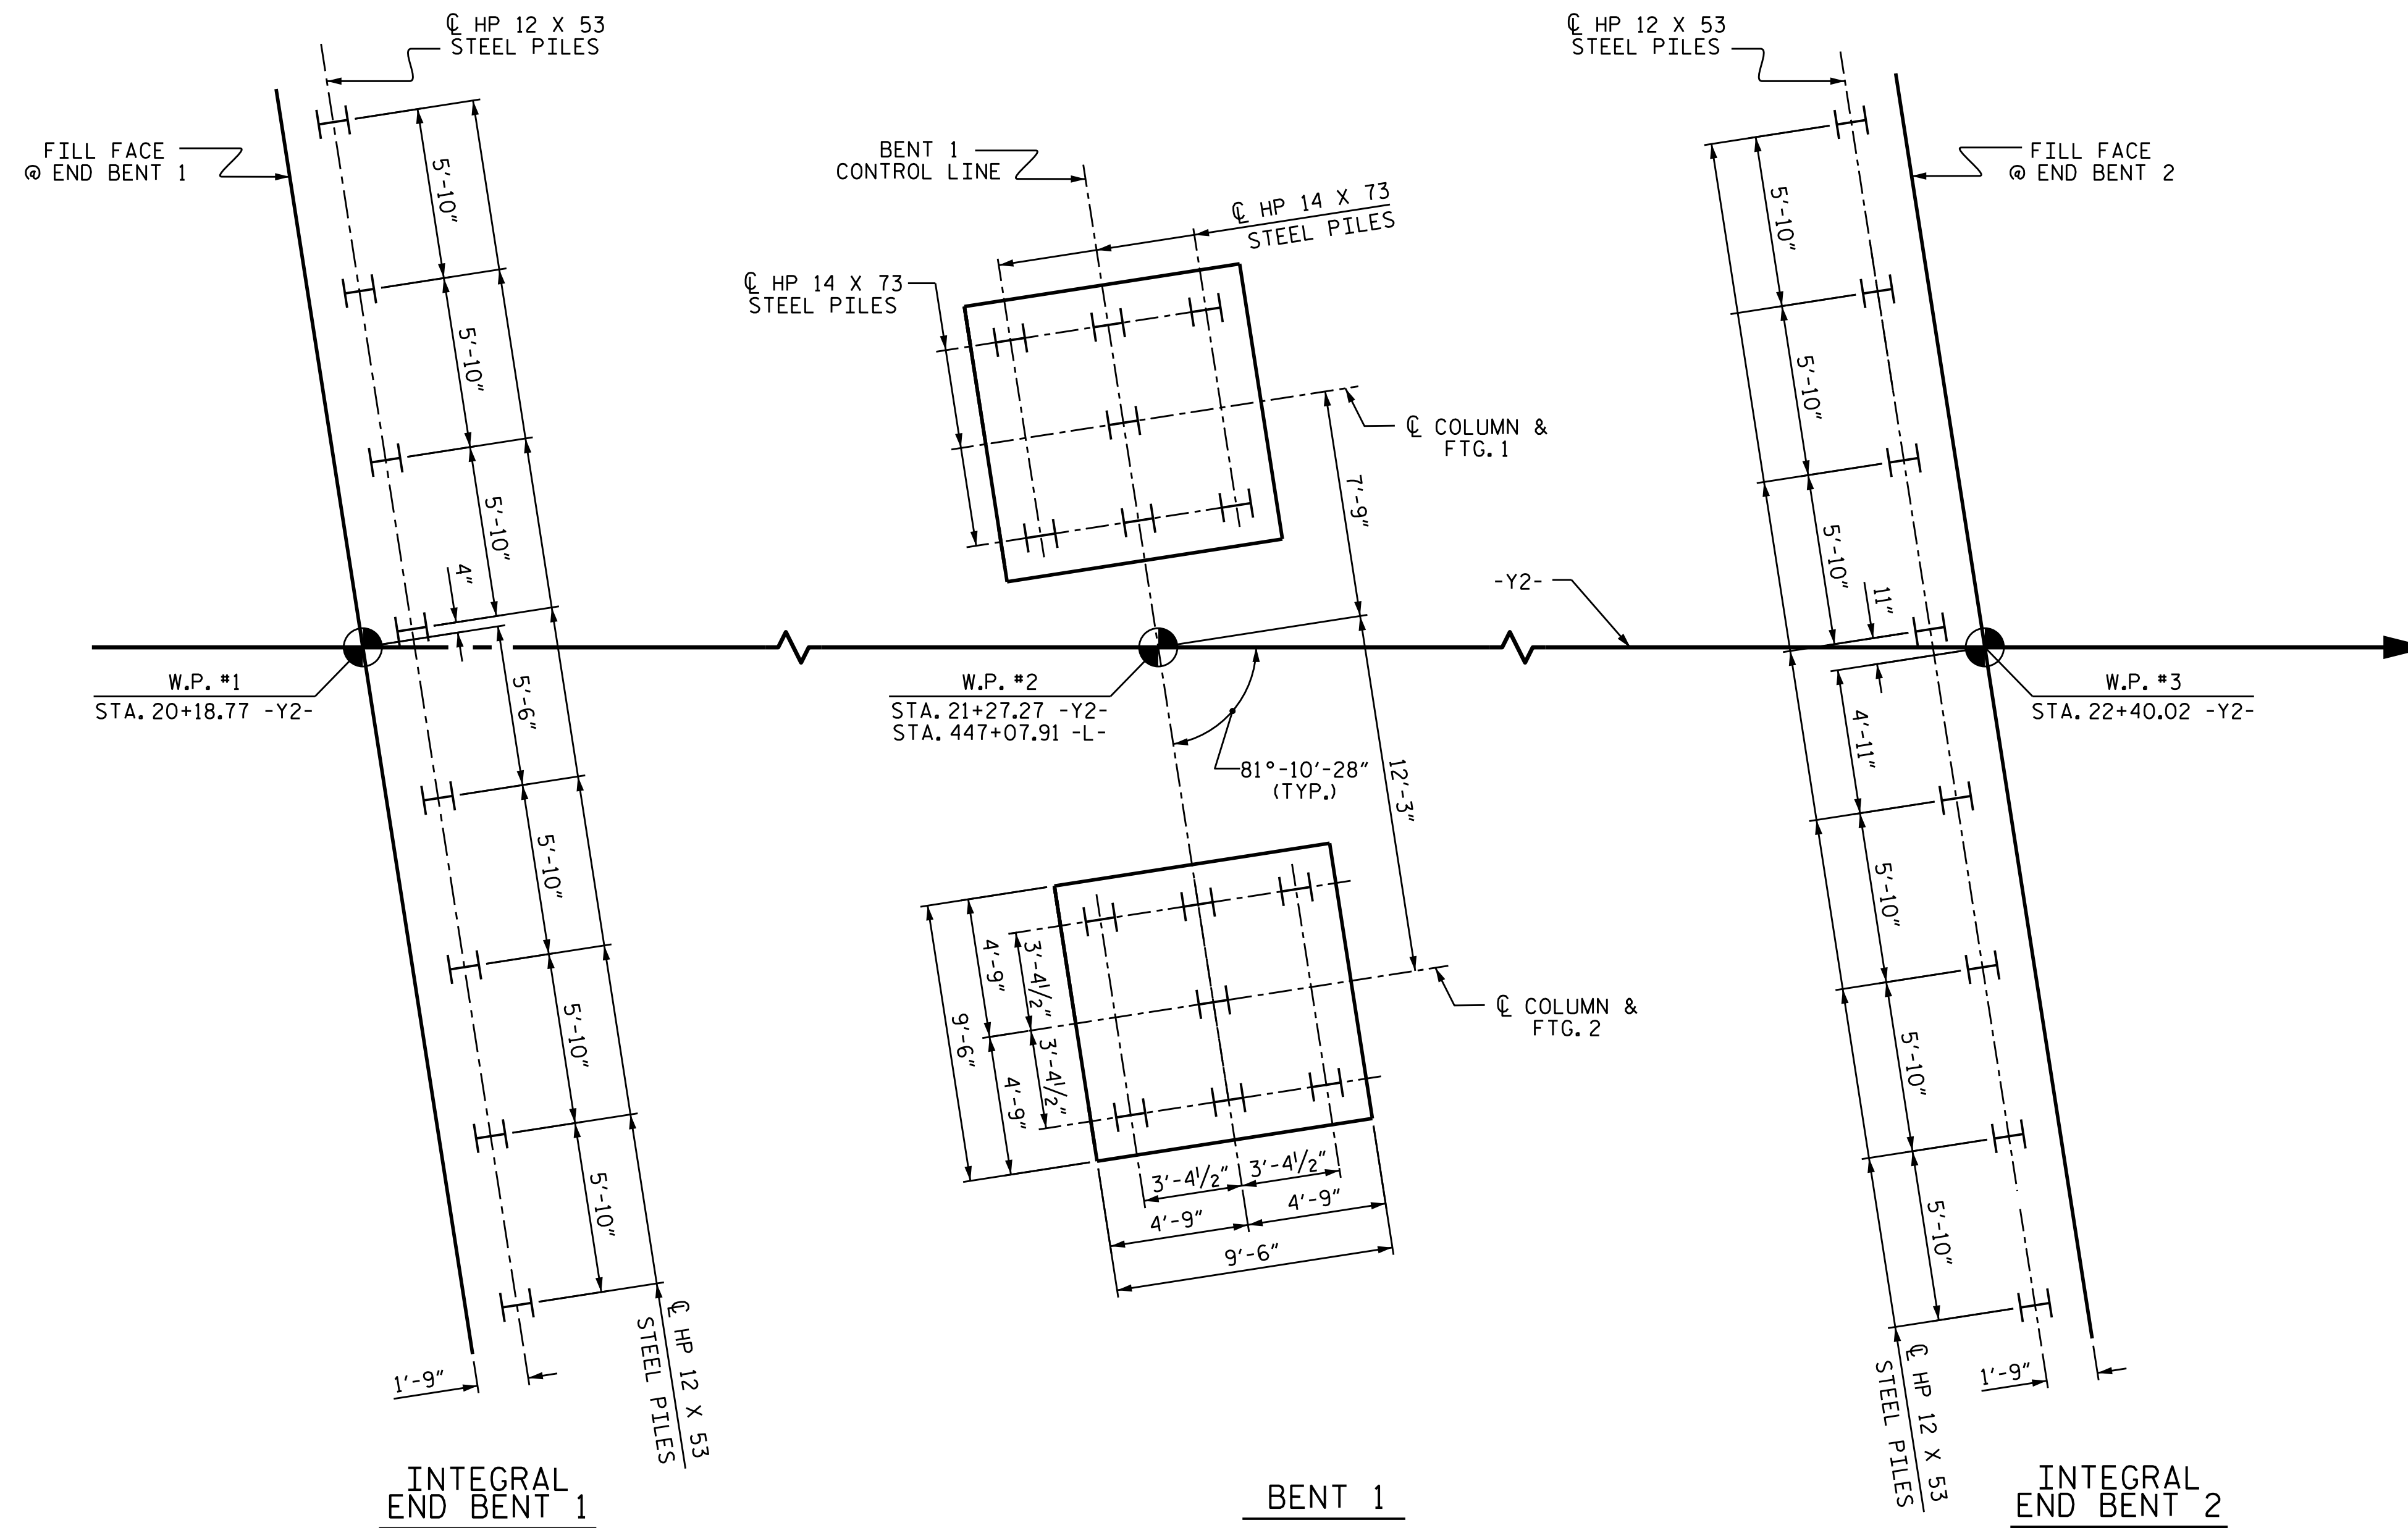 ℄ HP 12 X 53
STEEL PILES
FILL FACE
@ END BENT 1
5'-10"
5'-10"
5'-10"
4"
5'-6"
5'-10"
5'-10"
5'-10"
W.P. #1
STA. 20+18.77 -Y2-
1'-9"
℄ HP 12 X 53
STEEL PILES
INTEGRAL
END BENT 1
BENT 1
CONTROL LINE
℄ HP 14 X 73
STEEL PILES
℄ HP 14 X 73
STEEL PILES
℄ COLUMN &
FTG. 1
7'-9"
-Y2-
W.P. #2
STA. 21+27.27 -Y2-
STA. 447+07.91 -L-
81°-10'-28"
(TYP.)
12'-3"
4'-9"
3'-4½"
9'-6"
3'-4½"
4'-9"
℄ COLUMN &
FTG. 2
3'-4½"
3'-4½"
4'-9"
4'-9"
9'-6"
BENT 1
℄ HP 12 X 53
STEEL PILES
FILL FACE
@ END BENT 2
5'-10"
5'-10"
5'-10"
11"
W.P. #3
STA. 22+40.02 -Y2-
4'-11"
5'-10"
5'-10"
5'-10"
1'-9"
℄ HP 12 X 53
STEEL PILES
INTEGRAL
END BENT 2